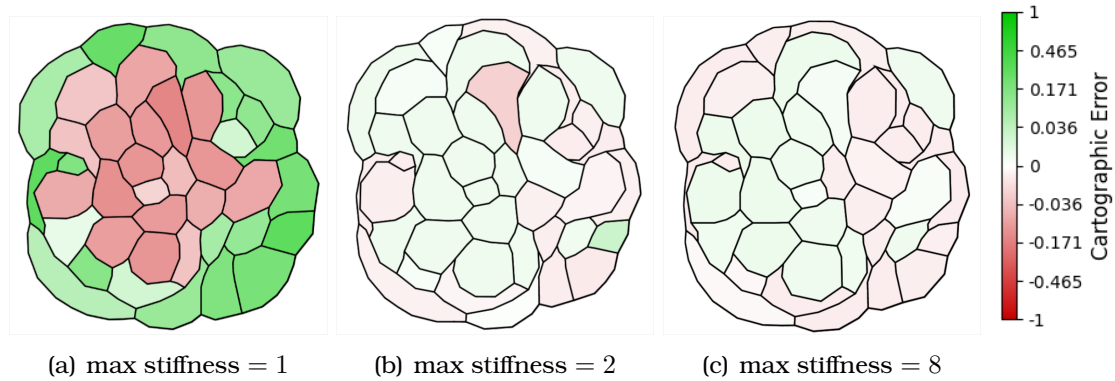 1
0.465
0.171
0.036
0
-0.036
-0.171
-0.465
-1
Cartographic Error
(a) max stiffness = 1
(b) max stiffness = 2
(c) max stiffness = 8